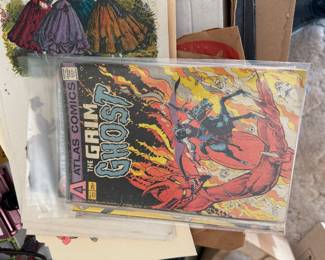 ATLAS COMICS
THE GRIM
GHOST